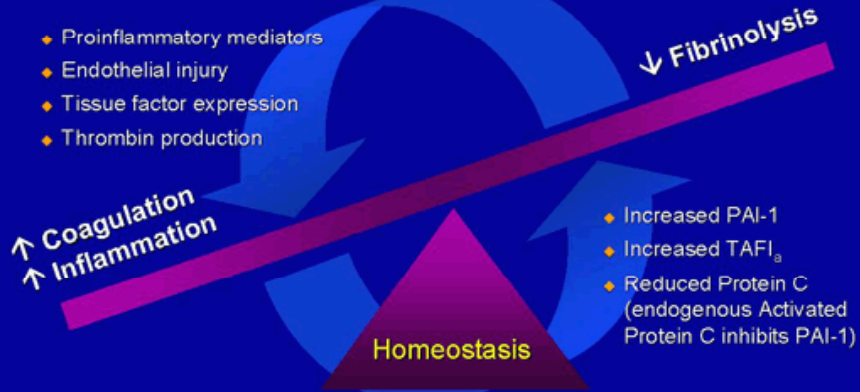 ◆ Proinflammatory mediators
◆ Endothelial injury
◆ Tissue factor expression
◆ Thrombin production
↓ Fibrinolysis
↑ Coagulation
↑ Inflammation
◆ Increased PAI-1
◆ Increased TAFIa
◆ Reduced Protein C
(endogenous Activated
Protein C inhibits PAI-1)
Homeostasis